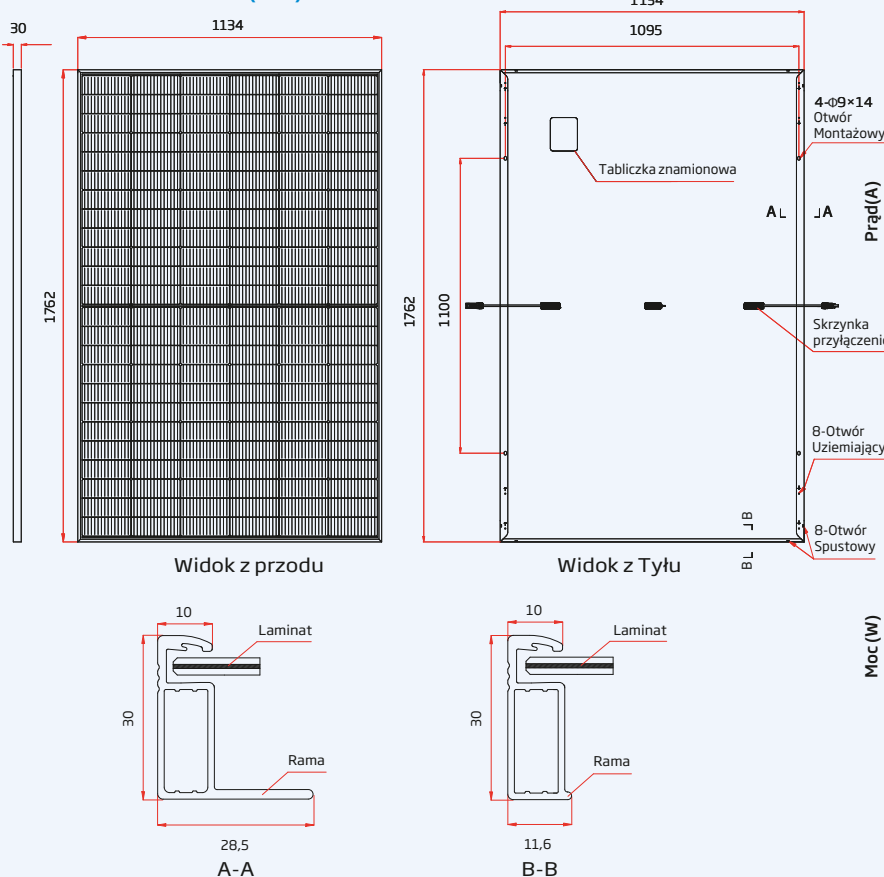 30
1134
1095
4-Φ9×14
Otwór
Montażowy
Tabliczka znamionowa
A
A
Prąd(A)
1762
1762
1100
Skrzynka
8-Otwór
Uziemiający
B
8-Otwór
Spustowy
B
Widok z przodu
Widok z Tyłu
10
Laminat
30
Rama
28,5
A-A
10
Laminat
30
Rama
11,6
B-B
Moc (W)